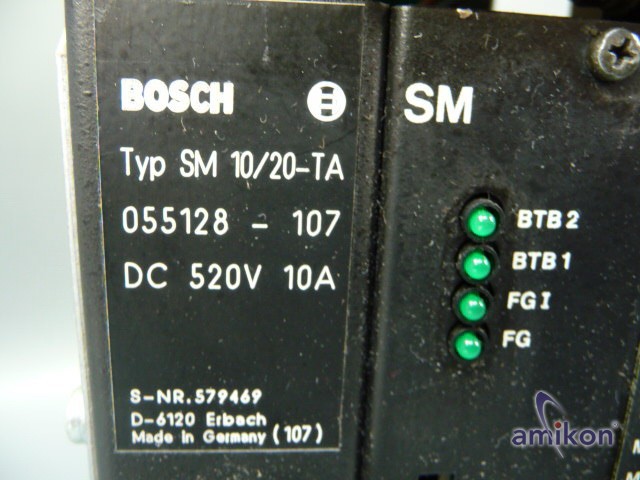 BOSCH
Typ SM 10/20-TA
055128 - 107
DC 520V 10A
S-NR.579469
D-6120 Erbach
Made in Germany (107)
SM
BTB 2
BTB 1
FG I
FG
amikon